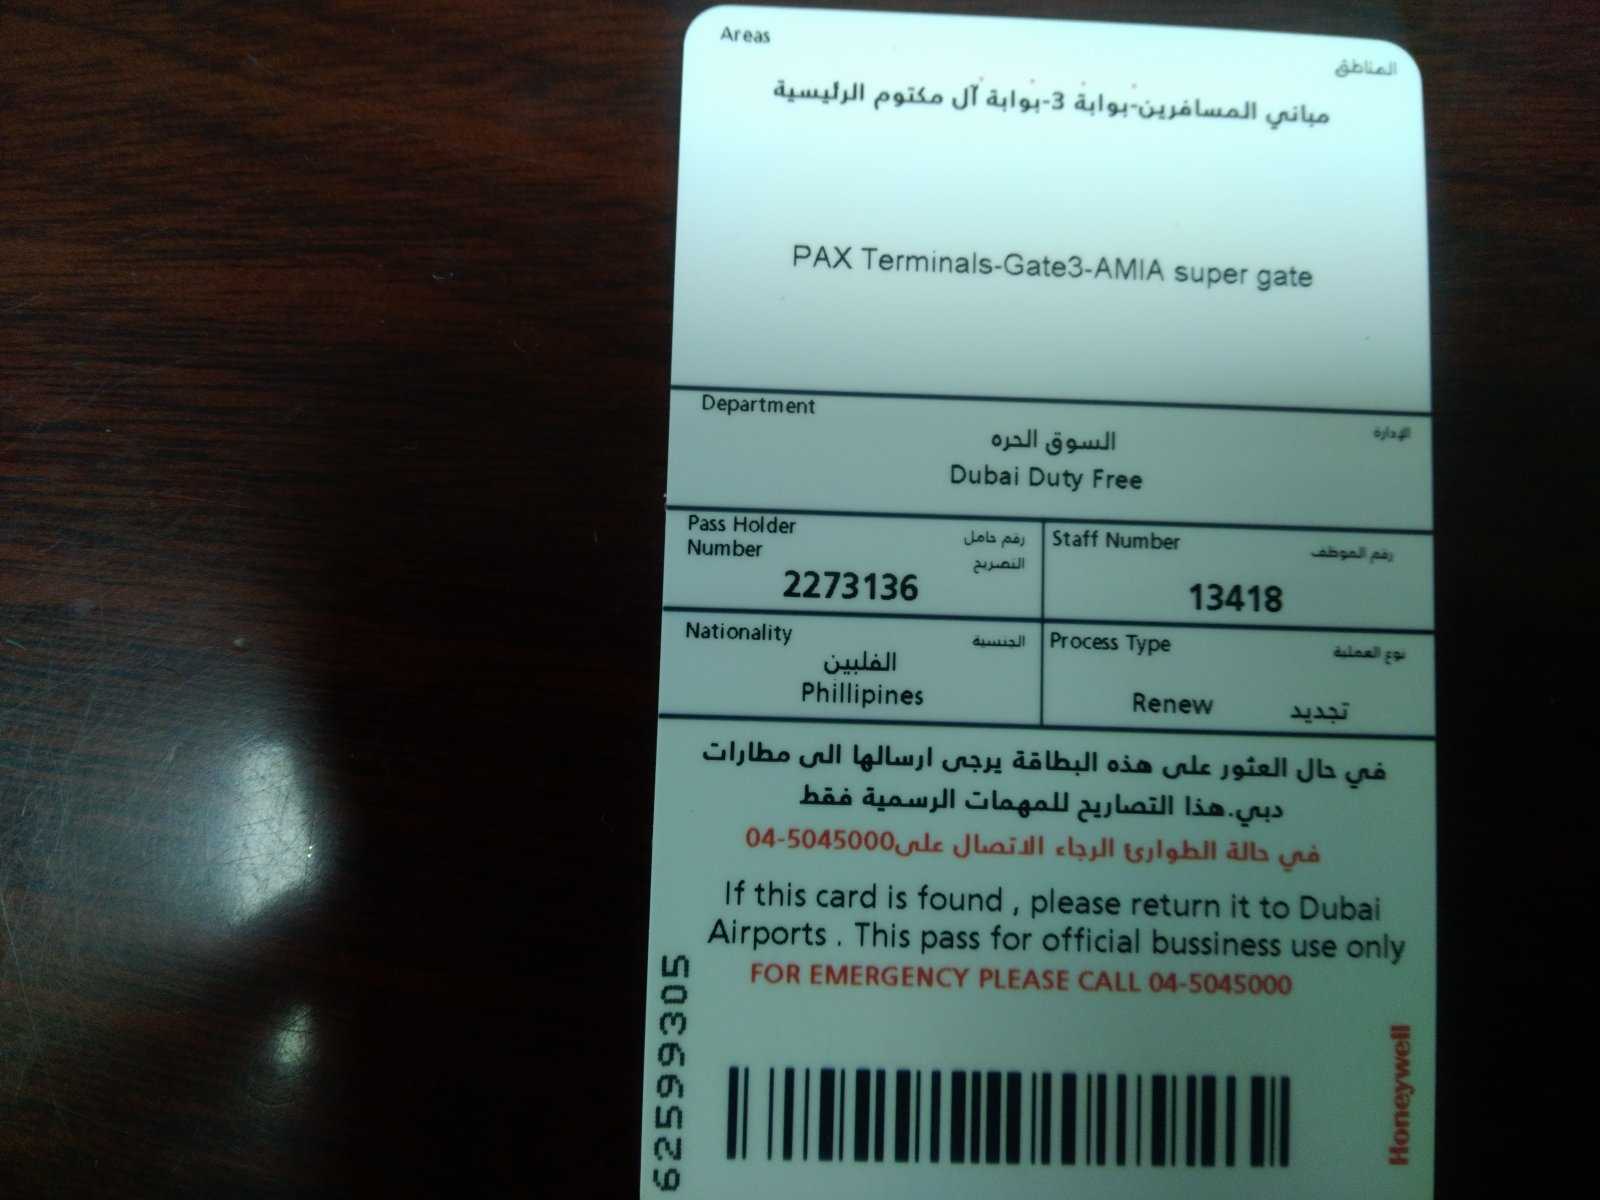 Areas المناطق
مباني المسافرين-بوابة 3-بوابة آل مكتوم الرئيسية
PAX Terminals-Gate3-AMIA super gate
Department الإدارة
السوق الحره
Dubai Duty Free
Pass Holder Number رقم حامل التصريح
2273136
Staff Number رقم الموظف
13418
Nationality الجنسية
الفلبين
Phillipines
Process Type نوع العملية
Renew تجديد
في حال العثور على هذه البطاقة يرجى ارسالها الى مطارات
دبي.هذا التصاريح للمهمات الرسمية فقط
في حالة الطوارئ الرجاء الاتصال على04-5045000
If this card is found , please return it to Dubai
Airports . This pass for official bussiness use only
FOR EMERGENCY PLEASE CALL 04-5045000
62599305
Honeywell